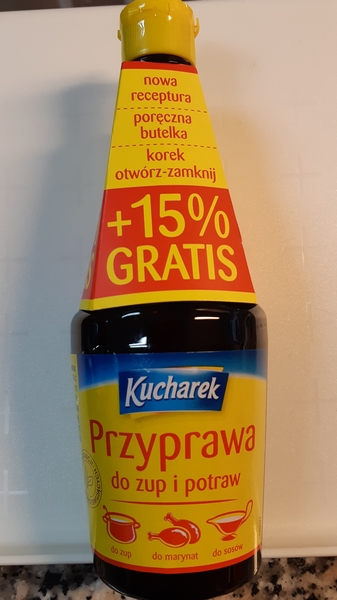 nowa
receptura
poręczna
butelka
korek
otwórz-zamknij
+15%
GRATIS
Kucharek
Przyprawa
do zup i potraw
do zup do marynat do sosów